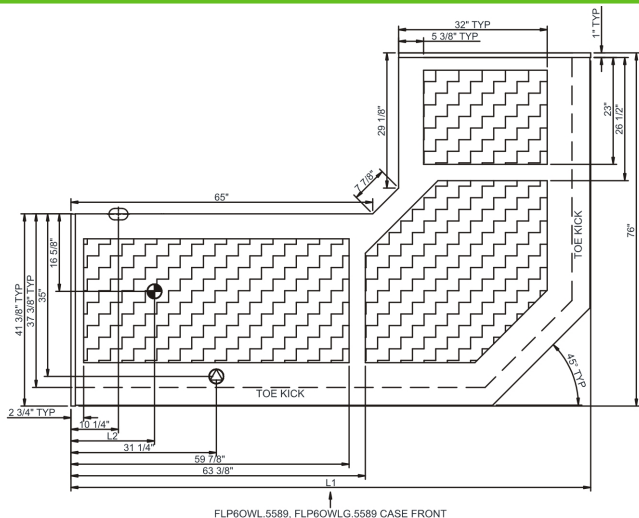 32" TYP
5 3/8" TYP
1" TYP
29 1/8"
23"
26 1/2"
7 7/8"
65"
TOE KICK
76"
16 5/8"
35"
37 3/8" TYP
41 3/8" TYP
45° TYP
TOE KICK
2 3/4" TYP
10 1/4"
L2
31 1/4"
59 7/8"
63 3/8"
L1
FLP6OWL.5589, FLP6OWLG.5589 CASE FRONT